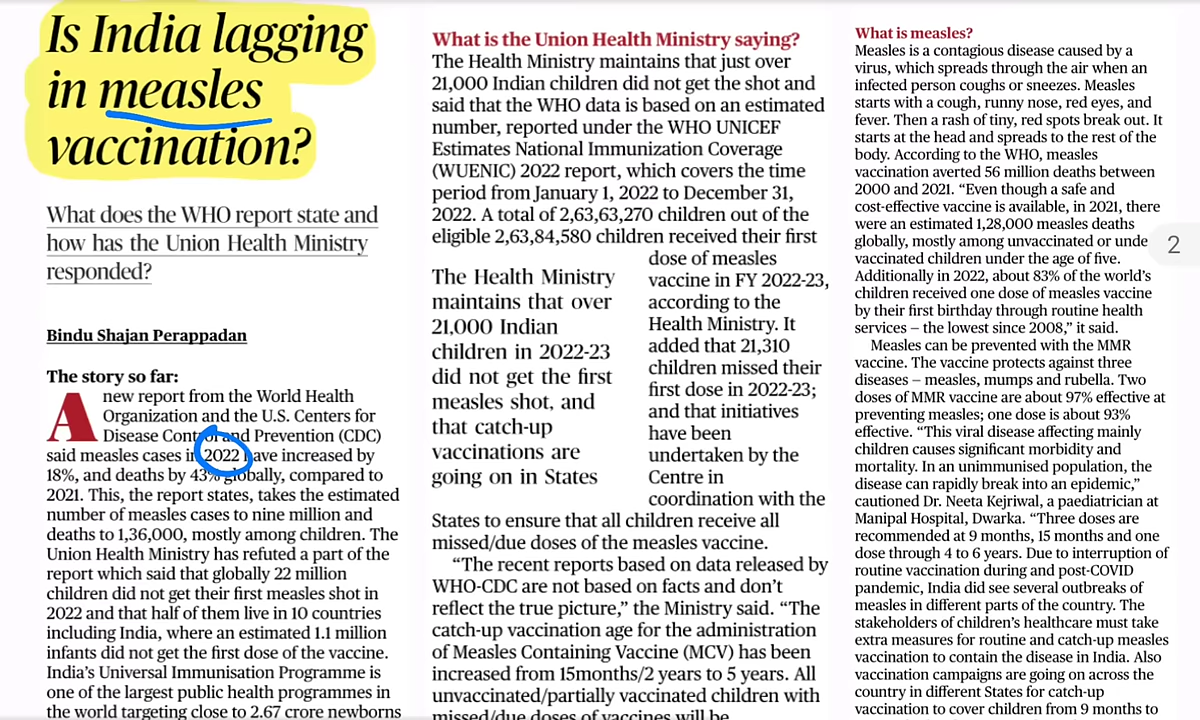 Is India lagging
in measles
vaccination?
What does the WHO report state and
how has the Union Health Ministry
responded?
Bindu Shajan Perappadan
The story so far:
A new report from the World Health
Organization and the U.S. Centers for
Disease Control and Prevention (CDC)
said measles cases in 2022 have increased by
18%, and deaths by 43% globally, compared to
2021. This, the report states, takes the estimated
number of measles cases to nine million and
deaths to 1,36,000, mostly among children. The
Union Health Ministry has refuted a part of the
report which said that globally 22 million
children did not get their first measles shot in
2022 and that half of them live in 10 countries
including India, where an estimated 1.1 million
infants did not get the first dose of the vaccine.
India's Universal Immunisation Programme is
one of the largest public health programmes in
the world targeting close to 2.67 crore newborns
What is the Union Health Ministry saying?
The Health Ministry maintains that just over
21,000 Indian children did not get the shot and
said that the WHO data is based on an estimated
number, reported under the WHO UNICEF
Estimates National Immunization Coverage
(WUENIC) 2022 report, which covers the time
period from January 1, 2022 to December 31,
2022. A total of 2,63,63,270 children out of the
eligible 2,63,84,580 children received their first
dose of measles
vaccine in FY 2022-23,
according to the
Health Ministry. It
added that 21,310
children missed their
first dose in 2022-23;
and that initiatives
have been
undertaken by the
Centre in
coordination with the
The Health Ministry
maintains that over
21,000 Indian
children in 2022-23
did not get the first
measles shot, and
that catch-up
vaccinations are
going on in States
States to ensure that all children receive all
missed/due doses of the measles vaccine.
"The recent reports based on data released by
WHO-CDC are not based on facts and don't
reflect the true picture," the Ministry said. "The
catch-up vaccination age for the administration
of Measles Containing Vaccine (MCV) has been
increased from 15months/2 years to 5 years. All
unvaccinated/partially vaccinated children with
missed/due doses of vaccines will be
What is measles?
Measles is a contagious disease caused by a
virus, which spreads through the air when an
infected person coughs or sneezes. Measles
starts with a cough, runny nose, red eyes, and
fever. Then a rash of tiny, red spots break out. It
starts at the head and spreads to the rest of the
body. According to the WHO, measles
vaccination averted 56 million deaths between
2000 and 2021. "Even though a safe and
cost-effective vaccine is available, in 2021, there
were an estimated 1,28,000 measles deaths
globally, mostly among unvaccinated or unde
vaccinated children under the age of five.
Additionally in 2022, about 83% of the world's
children received one dose of measles vaccine
by their first birthday through routine health
services – the lowest since 2008," it said.
Measles can be prevented with the MMR
vaccine. The vaccine protects against three
diseases – measles, mumps and rubella. Two
doses of MMR vaccine are about 97% effective at
preventing measles; one dose is about 93%
effective. "This viral disease affecting mainly
children causes significant morbidity and
mortality. In an unimmunised population, the
disease can rapidly break into an epidemic,"
cautioned Dr. Neeta Kejriwal, a paediatrician at
Manipal Hospital, Dwarka. "Three doses are
recommended at 9 months, 15 months and one
dose through 4 to 6 years. Due to interruption of
routine vaccination during and post-COVID
pandemic, India did see several outbreaks of
measles in different parts of the country. The
stakeholders of children's healthcare must take
extra measures for routine and catch-up measles
vaccination to contain the disease in India. Also
vaccination campaigns are going on across the
country in different States for catch-up
vaccination to cover children from 9 months to
2